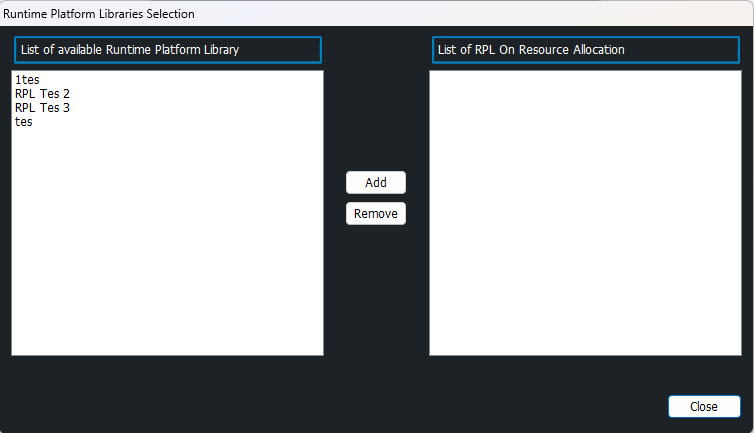 Runtime Platform Libraries Selection
List of available Runtime Platform Library
List of RPL On Resource Allocation
1tes
RPL Tes 2
RPL Tes 3
tes
Add
Remove
Close